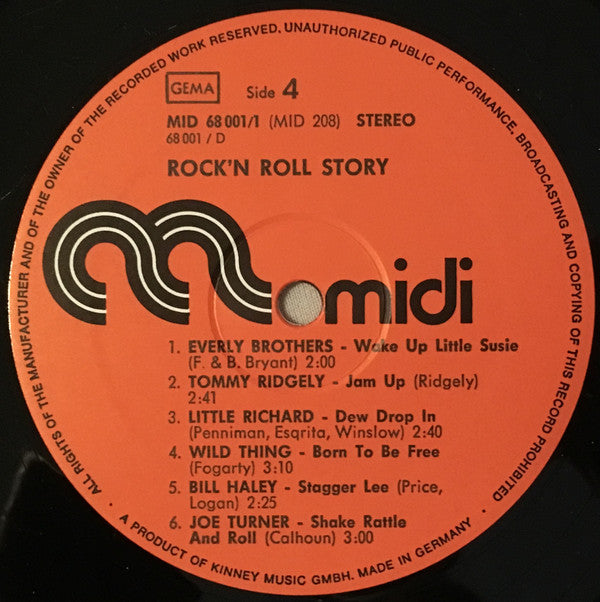 ALL RIGHTS OF THE MANUFACTURER AND OF THE OWNER OF THE RECORDED WORK RESERVED. UNAUTHORIZED PUBLIC PERFORMANCE, BROADCASTING AND COPYING OF THIS RECORD PROHIBITED
GEMA Side 4
MID 68 001/1 (MID 208) STEREO
68 001 / D
ROCK'N ROLL STORY
midi
1. EVERLY BROTHERS - Wake Up Little Susie
(F. & B. Bryant) 2:00
2. TOMMY RIDGELY - Jam Up (Ridgely)
2:41
3. LITTLE RICHARD - Dew Drop In
(Penniman, Esqrita, Winslow) 2:40
4. WILD THING - Born To Be Free
(Fogarty) 3:10
5. BILL HALEY - Stagger Lee (Price,
Logan) 2:25
6. JOE TURNER - Shake Rattle
And Roll (Calhoun) 3:00
• A PRODUCT OF KINNEY MUSIC GMBH. MADE IN GERMANY •